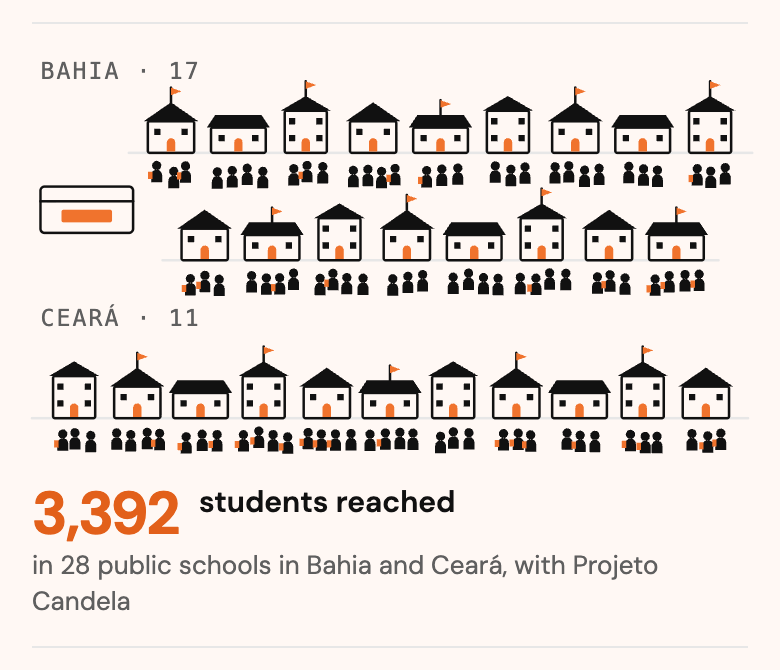 BAHIA · 17
CEARÁ · 11
3,392 students reached
in 28 public schools in Bahia and Ceará, with Projeto
Candela